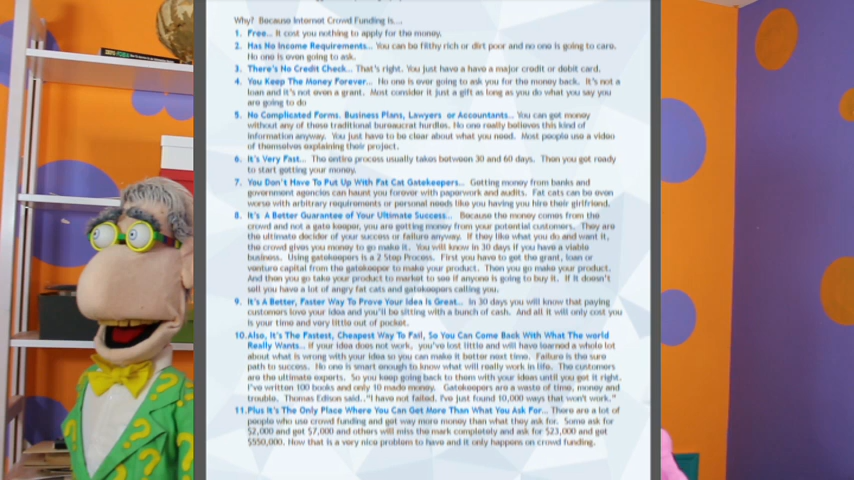 Why? Because Internet Crowd Funding Is...
1. Free... It cost you nothing to apply for the money.
2. Has No Income Requirements... You can be filthy rich or dirt poor and no one is going to care.
No one is even going to ask.
3. There's No Credit Check... That's right. You just have a have a major credit or debit card.
4. You Keep The Money Forever... No one is ever going to ask you for the money back. It's not a
loan and it's not even a grant. Most consider it just a gift as long as you do what you say you
are going to do
5. No Complicated Forms. Business Plans, Lawyers or Accountants... You can get money
without any of those traditional bureaucrat hurdles. No one really believes this kind of
information anyway. You just have to be clear about what you need. Most people use a video
of themselves explaining their project.
6. It's Very Fast... The entire process usually takes between 30 and 60 days. Then you get ready
to start getting your money.
7. You Don't Have To Put Up With Fat Cat Gatekeepers... Getting money from banks and
government agencies can haunt you forever with paperwork and audits. Fat cats can be even
worse with arbitrary requirements or personal needs like you having you hire their girlfriend.
8. It's A Better Guarantee of Your Ultimate Success... Because the money comes from the
crowd and not a gate keeper, you are getting money from your potential customers. They are
the ultimate decider of your success or failure anyway. If they like what you do and want it,
the crowd gives you money to go make it. You will know in 30 days if you have a viable
business. Using gatekeepers is a 2 Step Process. First you have to get the grant, loan or
venture capital from the gatekeeper to make your product. Then you go make your product.
And then you go take your product to market to see if anyone is going to buy it. If it doesn't
sell you have a lot of angry fat cats and gatekeepers calling you.
9. It's A Better, Faster Way To Prove Your Idea Is Great... In 30 days you will know that paying
customers love your idea and you'll be sitting with a bunch of cash. And all it will only cost you
is your time and very little out of pocket.
10. Also, It's The Fastest, Cheapest Way To Fail, So You Can Come Back With What The world
Really Wants... If your idea does not work, you've lost little and will have learned a whole lot
about what is wrong with your idea so you can make it better next time. Failure is the sure
path to success. No one is smart enough to know what will really work in life. The customers
are the ultimate experts. So you keep going back to them with your ideas until you get it right.
I've written 100 books and only 10 made money. Gatekeepers are a waste of time, money and
trouble. Thomas Edison said.."I have not failed. I've just found 10,000 ways that won't work."
11. Plus It's The Only Place Where You Can Get More Than What You Ask For... There are a lot of
people who use crowd funding and get way more money than what they ask for. Some ask for
$2,000 and get $7,000 and others will miss the mark completely and ask for $23,000 and get
$550,000. How that is a very nice problem to have and it only happens on crowd funding.